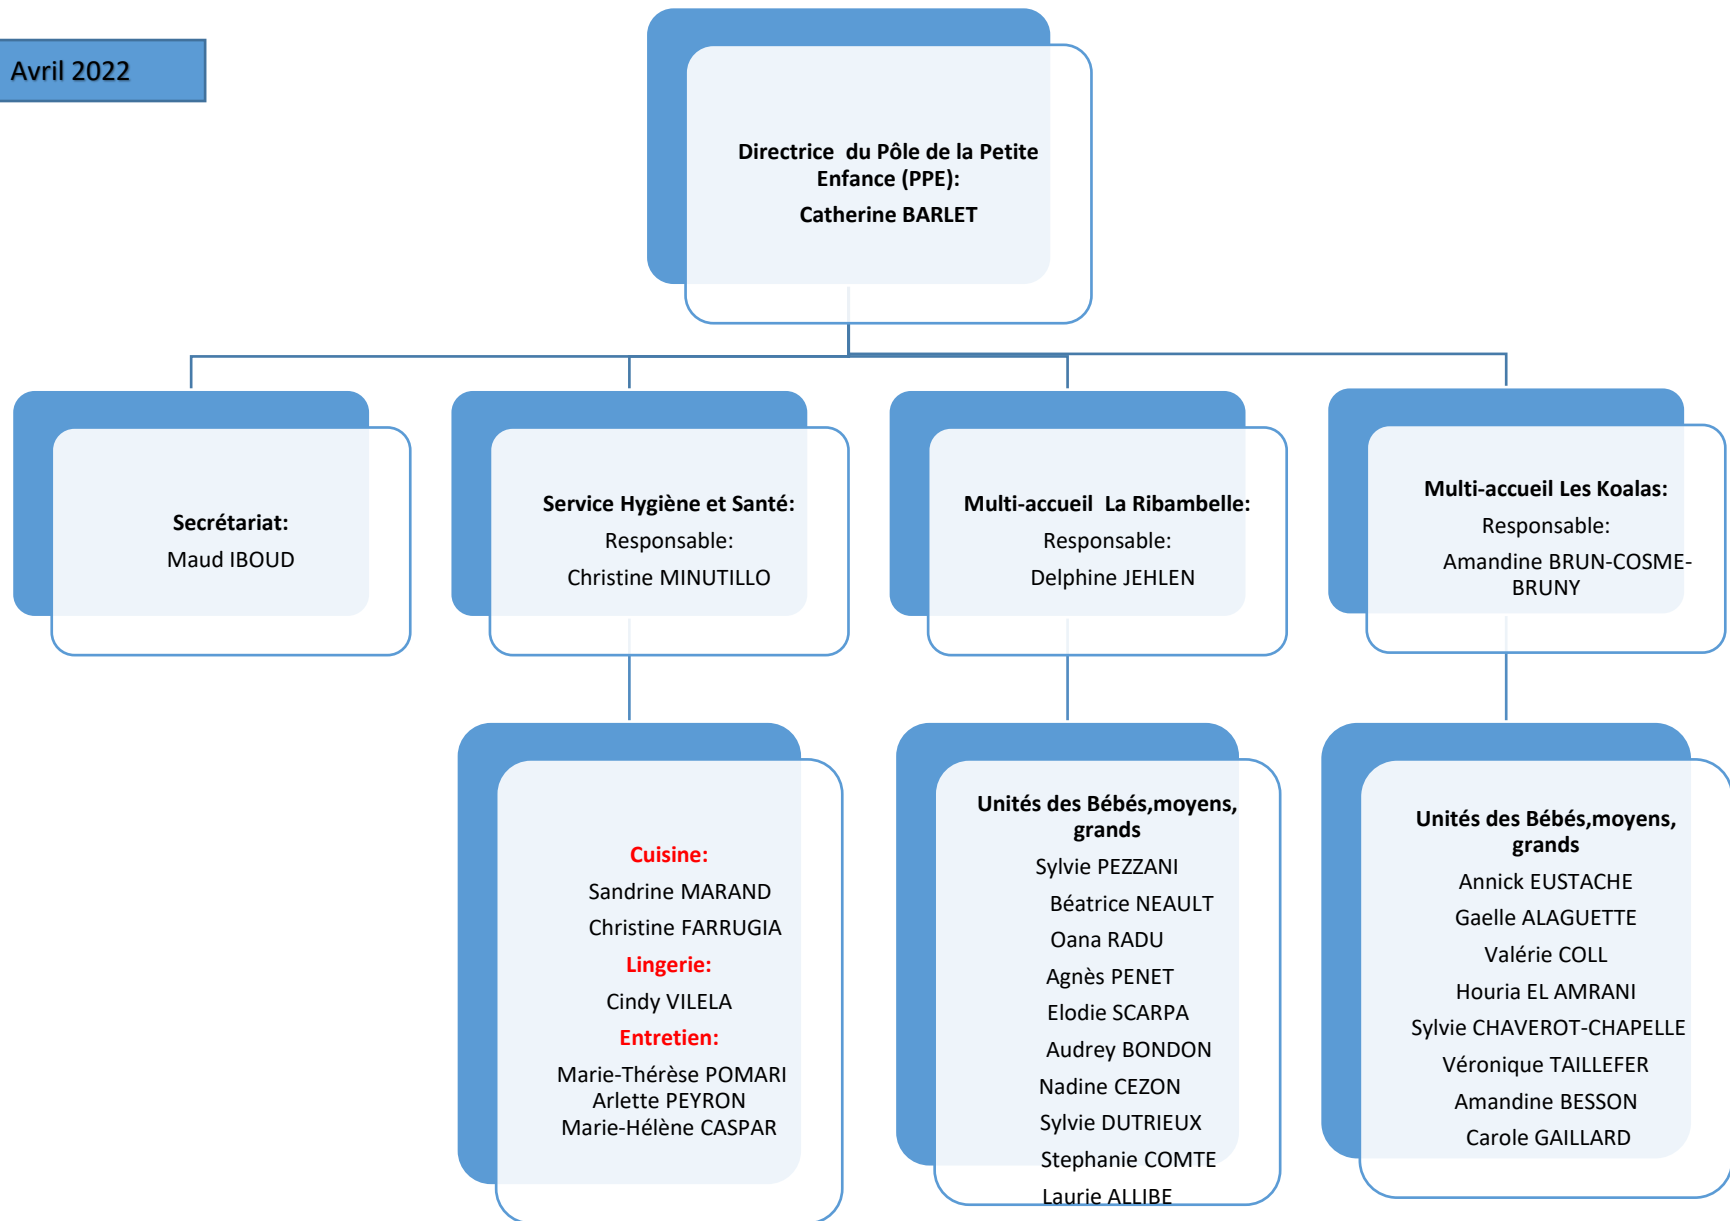 Avril 2022
Directrice  du Pôle de la Petite
Enfance (PPE):
Catherine BARLET
Secrétariat:
Maud IBOUD
Service Hygiène et Santé:
Responsable:
Christine MINUTILLO
Multi-accueil  La Ribambelle:
Responsable:
Delphine JEHLEN
Multi-accueil Les Koalas:
Responsable:
Amandine BRUN-COSME-
BRUNY
Cuisine:
Sandrine MARAND
Christine FARRUGIA
Lingerie:
Cindy VILELA
Entretien:
Marie-Thérèse POMARI
Arlette PEYRON
Marie-Hélène CASPAR
Unités des Bébés,moyens,
grands
Sylvie PEZZANI
Béatrice NEAULT
Oana RADU
Agnès PENET
Elodie SCARPA
Audrey BONDON
Nadine CEZON
Sylvie DUTRIEUX
Stephanie COMTE
Laurie ALLIBE
Unités des Bébés,moyens,
grands
Annick EUSTACHE
Gaelle ALAGUETTE
Valérie COLL
Houria EL AMRANI
Sylvie CHAVEROT-CHAPELLE
Véronique TAILLEFER
Amandine BESSON
Carole GAILLARD